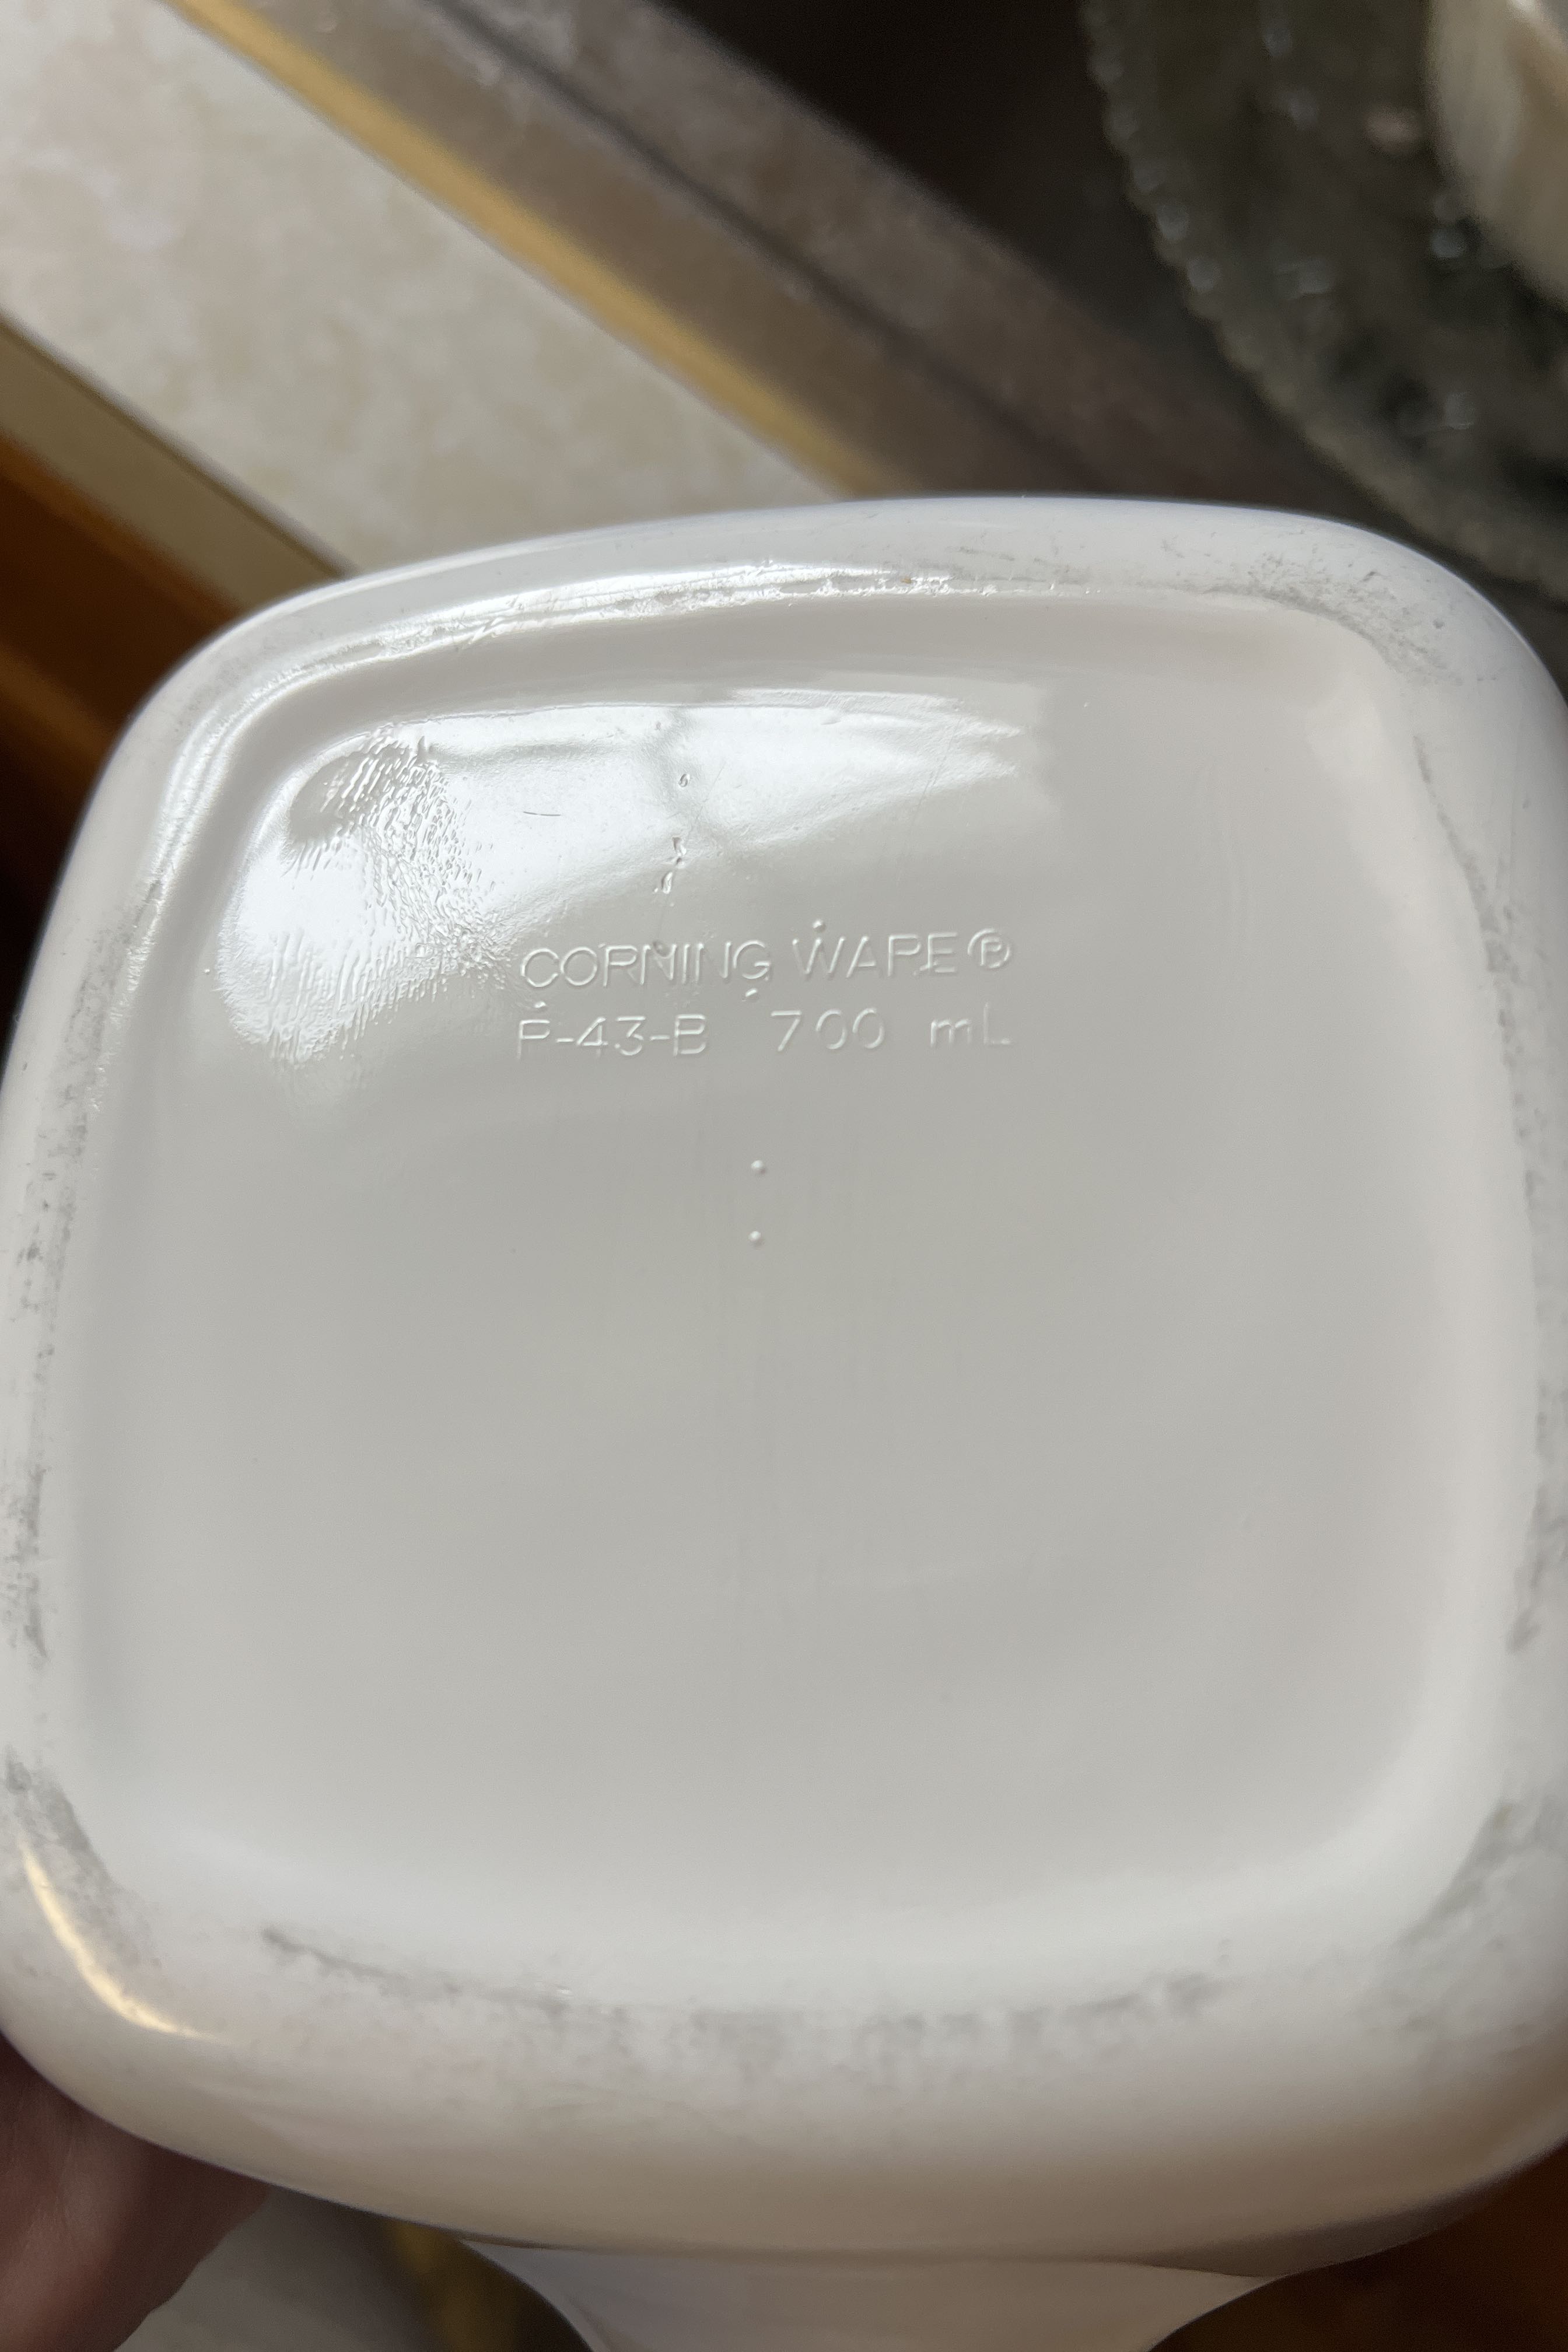 CORNING WARE®
P-43-B 700 mL